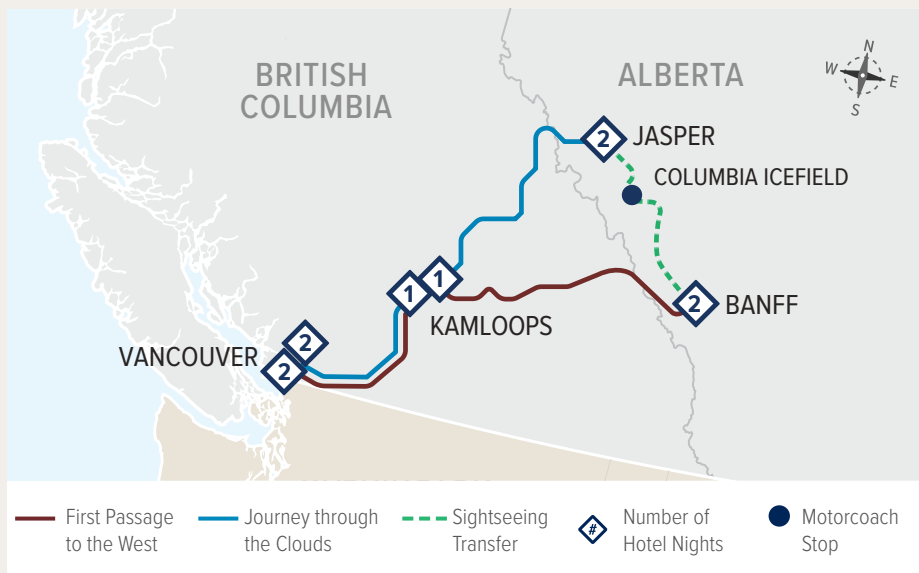 BRITISH
COLUMBIA
ALBERTA
N
W
E
S
2
JASPER
COLUMBIA ICEFIELD
1
1
KAMLOOPS
2
BANFF
2
VANCOUVER
2
First Passage
to the West
Journey through
the Clouds
Sightseeing
Transfer
#
Number of
Hotel Nights
Motorcoach
Stop